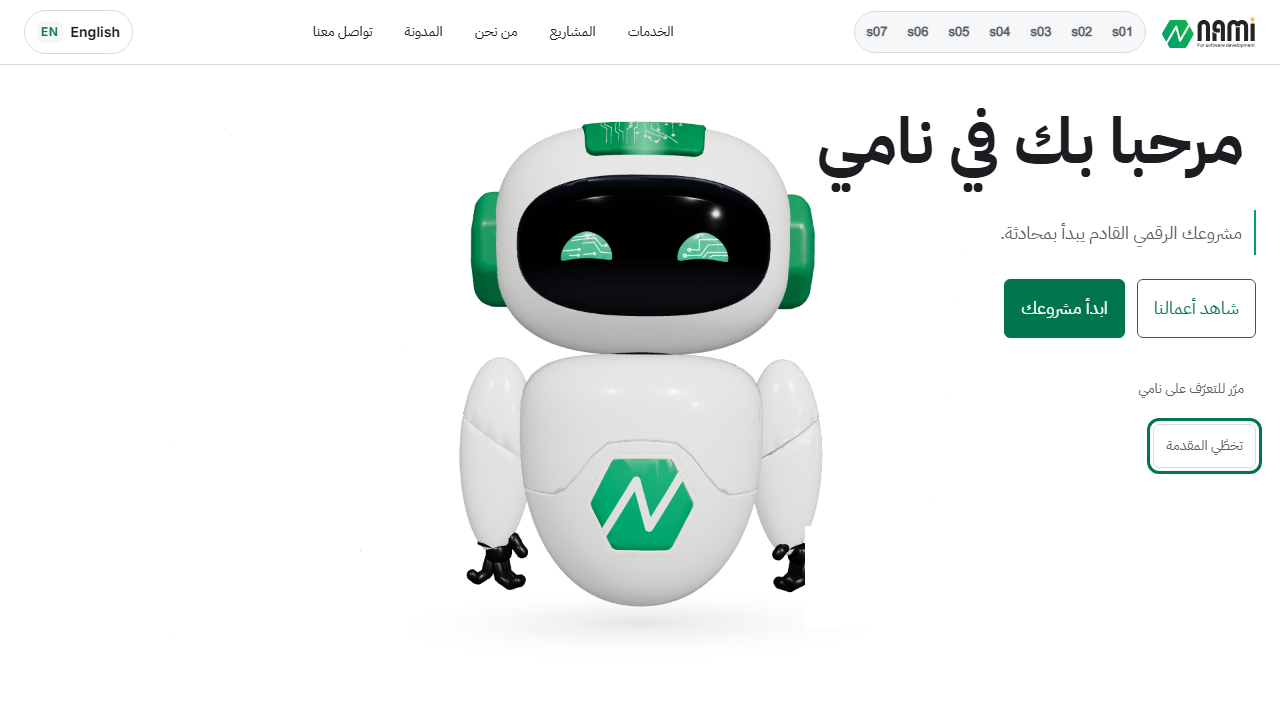 nami
For software development
s01 s02 s03 s04 s05 s06 s07
الخدمات المشاريع من نحن المدونة تواصل معنا
EN English
مرحبا بك في نامي
مشروعك الرقمي القادم يبدأ بمحادثة.
شاهد أعمالنا ابدأ مشروعك
مرّر للتعرّف على نامي
تخطّي المقدمة